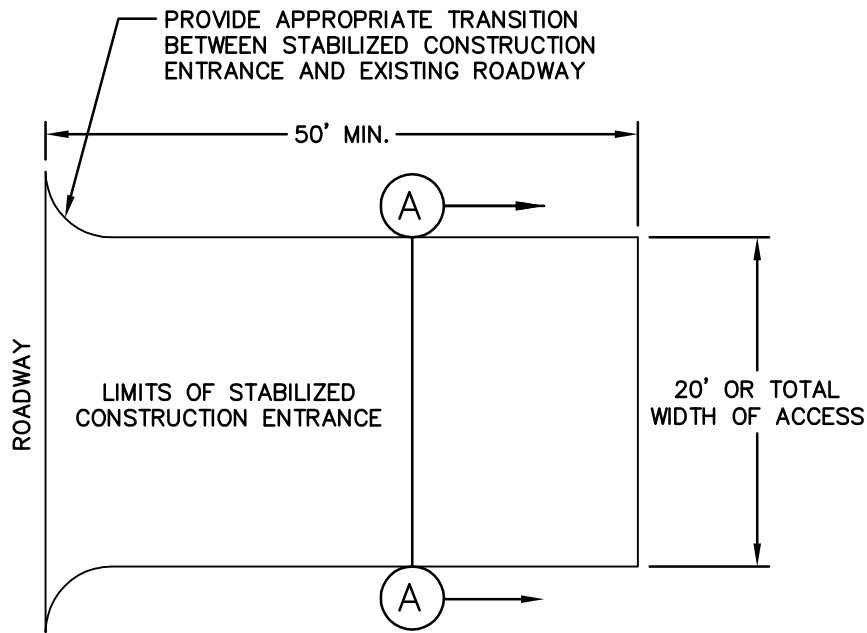 PROVIDE APPROPRIATE TRANSITION
BETWEEN STABILIZED CONSTRUCTION
ENTRANCE AND EXISTING ROADWAY
50' MIN.
A
ROADWAY
LIMITS OF STABILIZED
CONSTRUCTION ENTRANCE
20' OR TOTAL
WIDTH OF ACCESS
A